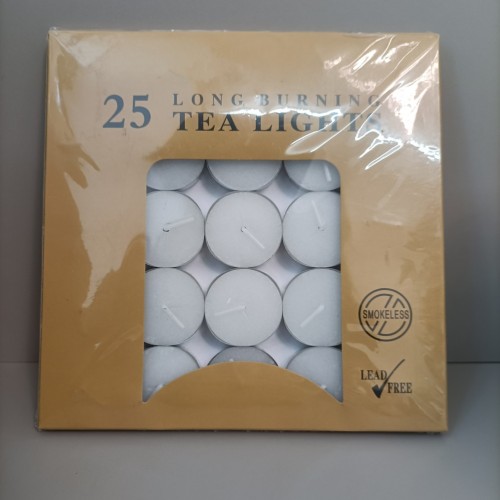 25 LONG BURNING
TEA LIGHTS
SMOKELESS
LEAD
FREE